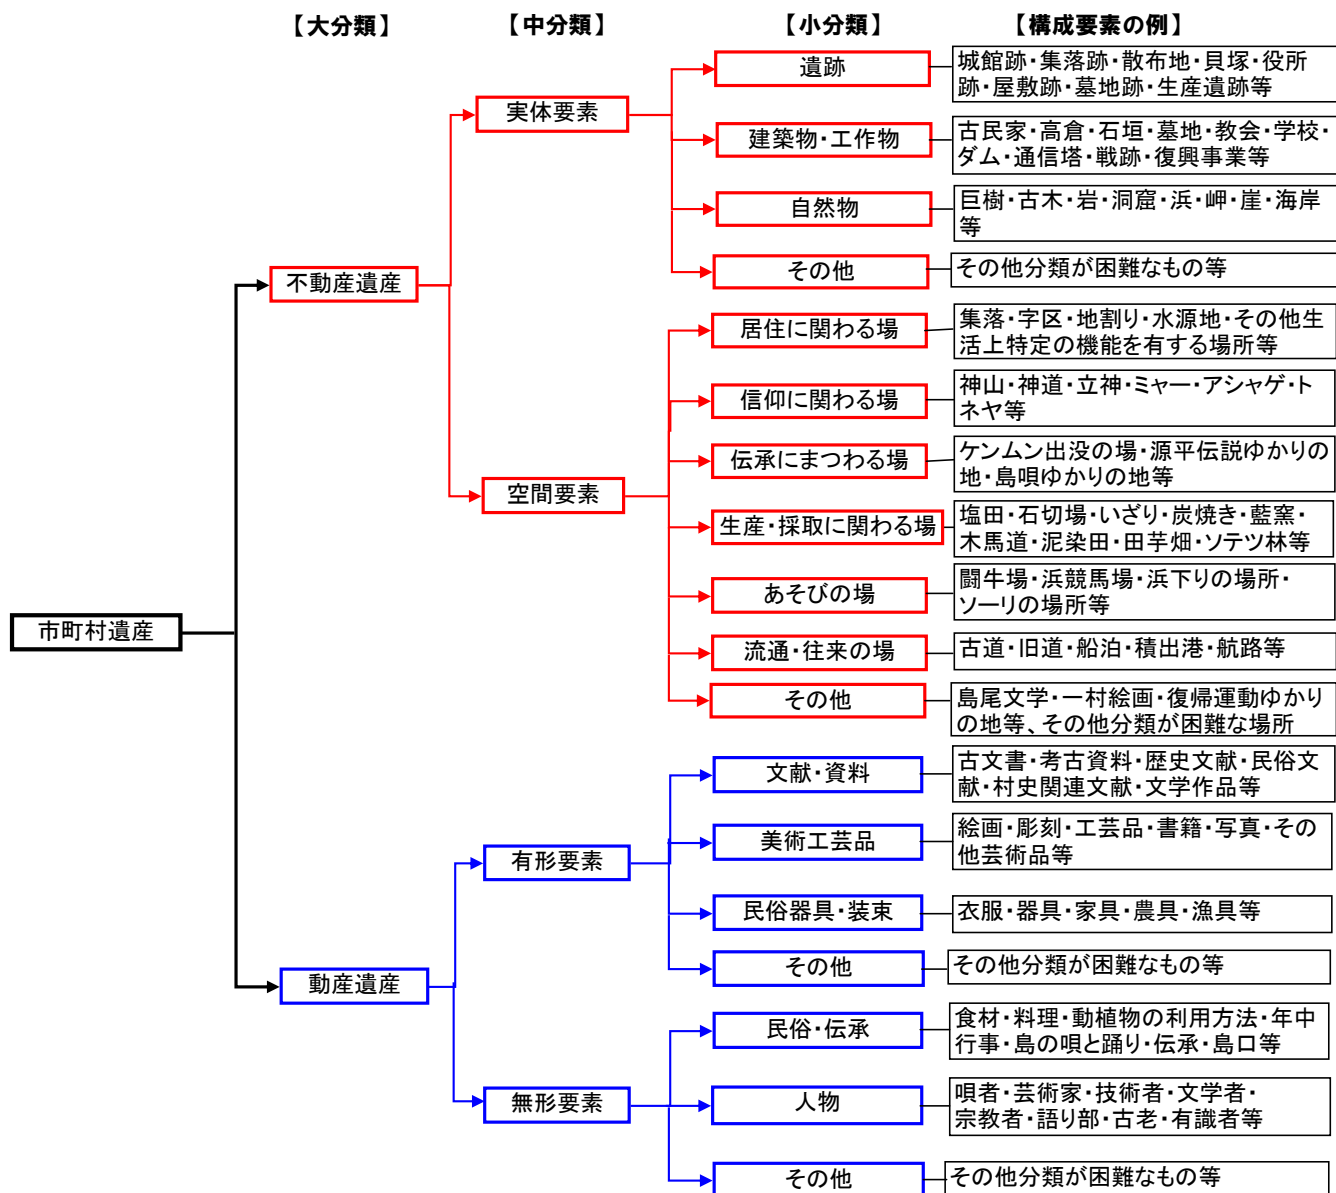 【大分類】
【中分類】
【小分類】
【構成要素の例】
市町村遺産
不動産遺産
実体要素
遺跡
城館跡・集落跡・散布地・貝塚・役所
跡・屋敷跡・墓地跡・生産遺跡等
建築物・工作物
古民家・高倉・石垣・墓地・教会・学校・
ダム・通信塔・戦跡・復興事業等
自然物
巨樹・古木・岩・洞窟・浜・岬・崖・海岸
等
その他
その他分類が困難なもの等
空間要素
居住に関わる場
集落・字区・地割り・水源地・その他生
活上特定の機能を有する場所等
信仰に関わる場
神山・神道・立神・ミャー・アシャゲ・ト
ネヤ等
伝承にまつわる場
ケンムン出没の場・源平伝説ゆかりの
地・島唄ゆかりの地等
生産・採取に関わる場
塩田・石切場・いざり・炭焼き・藍窯・
木馬道・泥染田・田芋畑・ソテツ林等
あそびの場
闘牛場・浜競馬場・浜下りの場所・
ソーリの場所等
流通・往来の場
古道・旧道・船泊・積出港・航路等
その他
島尾文学・一村絵画・復帰運動ゆかり
の地等、その他分類が困難な場所
動産遺産
有形要素
文献・資料
古文書・考古資料・歴史文献・民俗文
献・村史関連文献・文学作品等
美術工芸品
絵画・彫刻・工芸品・書籍・写真・その
他芸術品等
民俗器具・装束
衣服・器具・家具・農具・漁具等
その他
その他分類が困難なもの等
無形要素
民俗・伝承
食材・料理・動植物の利用方法・年中
行事・島の唄と踊り・伝承・島口等
人物
唄者・芸術家・技術者・文学者・
宗教者・語り部・古老・有識者等
その他
その他分類が困難なもの等